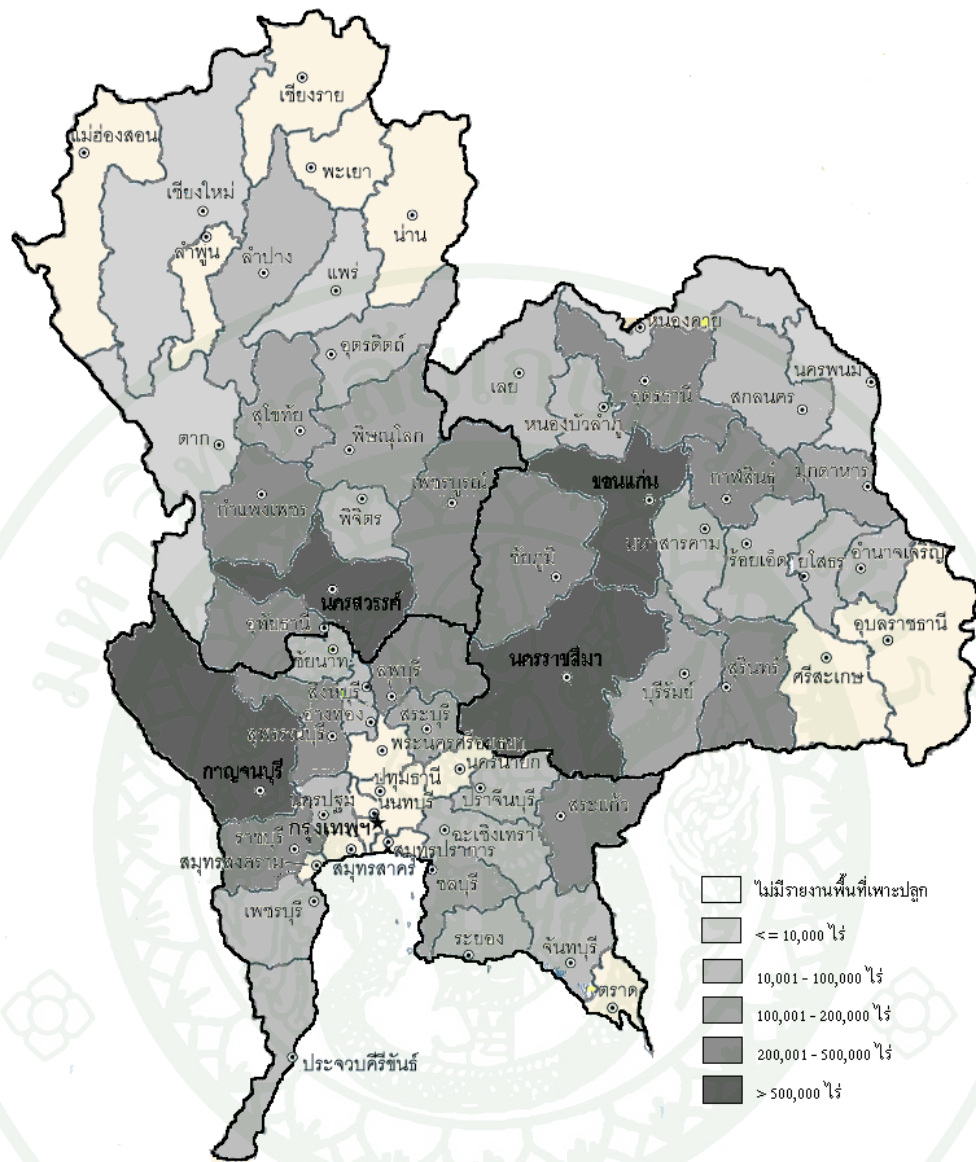 เชียงราย
แม่ฮ่องสอน
พะเยา
เชียงใหม่
น่าน
ลำพูน
ลำปาง
แพร่
หนองคาย
อุตรดิตถ์
นครพนม
เลย
อุดรธานี
สกลนคร
สุโขทัย
หนองบัวลำภู
ตาก
พิษณุโลก
ขอนแก่น
กาฬสินธุ์
มุกดาหาร
เพชรบูรณ์
กำแพงเพชร
พิจิตร
มหาสารคาม
ร้อยเอ็ด
ยโสธร
อำนาจเจริญ
ชัยภูมิ
นครสวรรค์
อุทัยธานี
อุบลราชธานี
ชัยนาท
นครราชสีมา
ลพบุรี
ศรีสะเกษ
สุรินทร์
บุรีรัมย์
สิงห์บุรี
อ่างทอง
สระบุรี
สุพรรณบุรี
พระนครศรีอยุธยา
นครนายก
กาญจนบุรี
ปทุมธานี
ปราจีนบุรี
นครปฐม
นนทบุรี
สระแก้ว
กรุงเทพฯ
ฉะเชิงเทรา
ราชบุรี
สมุทรปราการ
สมุทรสงคราม
สมุทรสาคร
ชลบุรี
เพชรบุรี
ระยอง
จันทบุรี
ตราด
ประจวบคีรีขันธ์
ไม่มีรายงานพื้นที่เพาะปลูก
<= 10,000 ไร่
10,001 - 100,000 ไร่
100,001 - 200,000 ไร่
200,001 - 500,000 ไร่
> 500,000 ไร่